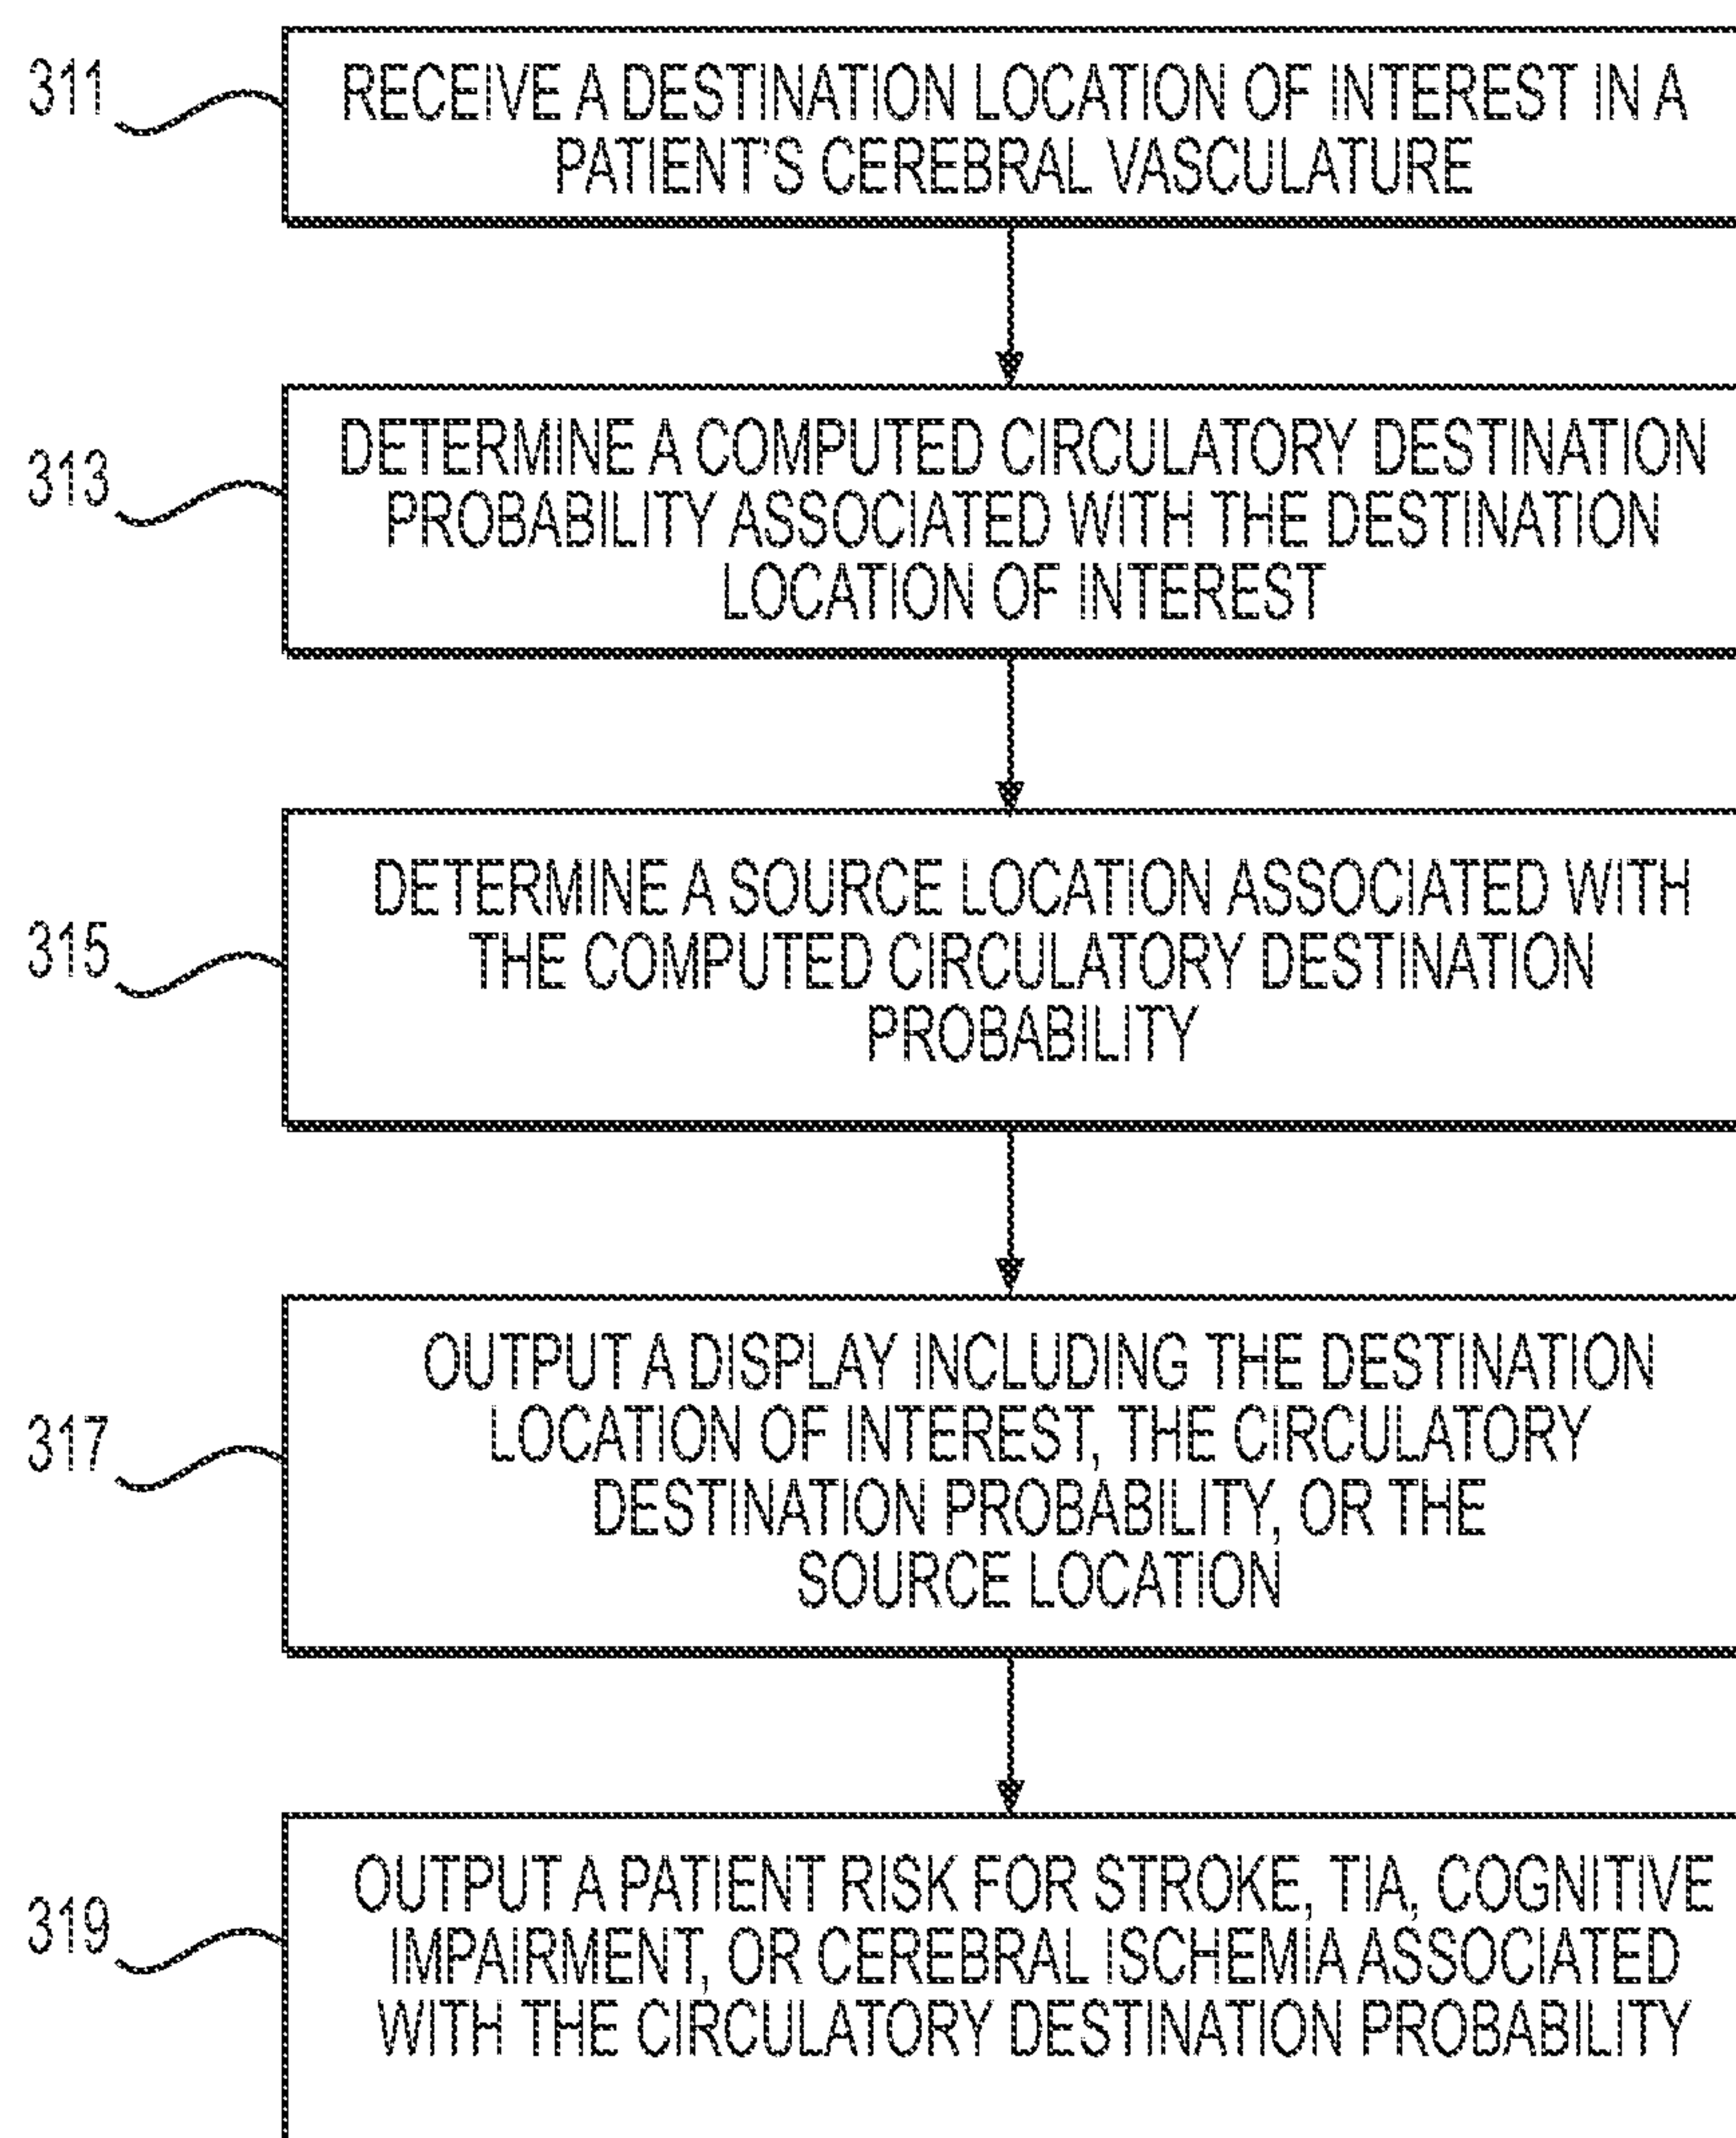 311
RECEIVE A DESTINATION LOCATION OF INTEREST IN A
PATIENT'S CEREBRAL VASCULATURE
313
DETERMINE A COMPUTED CIRCULATORY DESTINATION
PROBABILITY ASSOCIATED WITH THE DESTINATION
LOCATION OF INTEREST
315
DETERMINE A SOURCE LOCATION ASSOCIATED WITH
THE COMPUTED CIRCULATORY DESTINATION
PROBABILITY
317
OUTPUT A DISPLAY INCLUDING THE DESTINATION
LOCATION OF INTEREST, THE CIRCULATORY
DESTINATION PROBABILITY, OR THE
SOURCE LOCATION
319
OUTPUT A PATIENT RISK FOR STROKE, TIA, COGNITIVE
IMPAIRMENT, OR CEREBRAL ISCHEMIA ASSOCIATED
WITH THE CIRCULATORY DESTINATION PROBABILITY